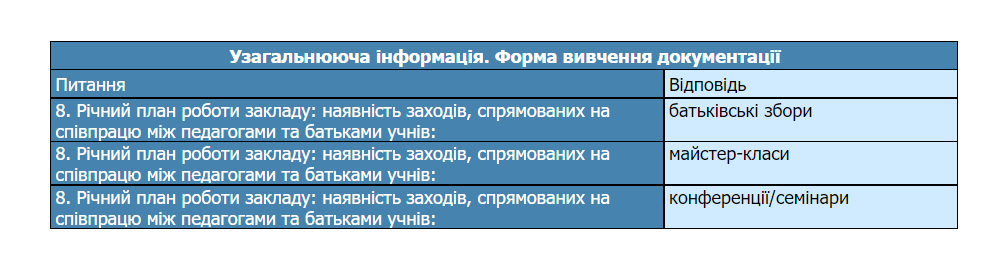 Узагальнююча інформація. Форма вивчення документації
Питання Відповідь
8. Річний план роботи закладу: наявність заходів, спрямованих на батьківські збори
співпрацю між педагогами та батьками учнів:
8. Річний план роботи закладу: наявність заходів, спрямованих на майстер-класи
співпрацю між педагогами та батьками учнів:
8. Річний план роботи закладу: наявність заходів, спрямованих на конференції/семінари
співпрацю між педагогами та батьками учнів: